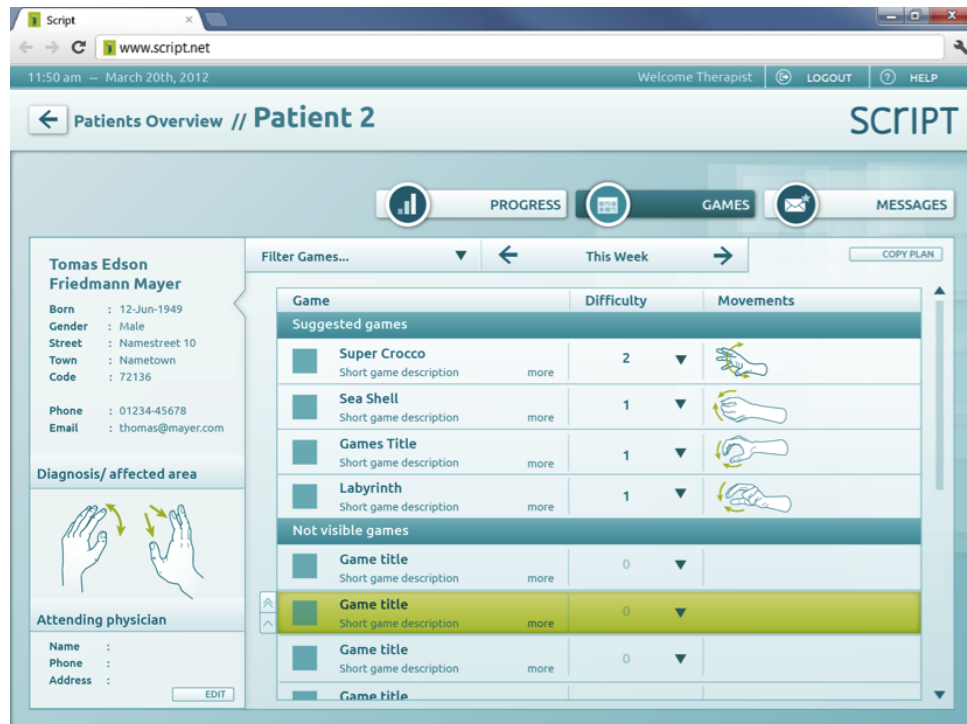 Script
www.script.net
11:50 am – March 20th, 2012
Welcome Therapist
LOGOUT
? HELP
Patients Overview // Patient 2
SCRIPT
PROGRESS
GAMES
MESSAGES
Tomas Edson
Friedmann Mayer
Born : 12-Jun-1949
Gender : Male
Street : Namestreet 10
Town : Nametown
Code : 72136
Phone : 01234-45678
Email : thomas@mayer.com
Diagnosis/ affected area
Attending physician
Name :
Phone :
Address :
EDIT
Filter Games...
This Week
COPY PLAN
Game Difficulty Movements
Suggested games
Super Crocco
Short game description more
2
Sea Shell
Short game description more
1
Games Title
Short game description more
1
Labyrinth
Short game description more
1
Not visible games
Game title
Short game description more
0
Game title
Short game description more
0
Game title
Short game description more
0
Game title